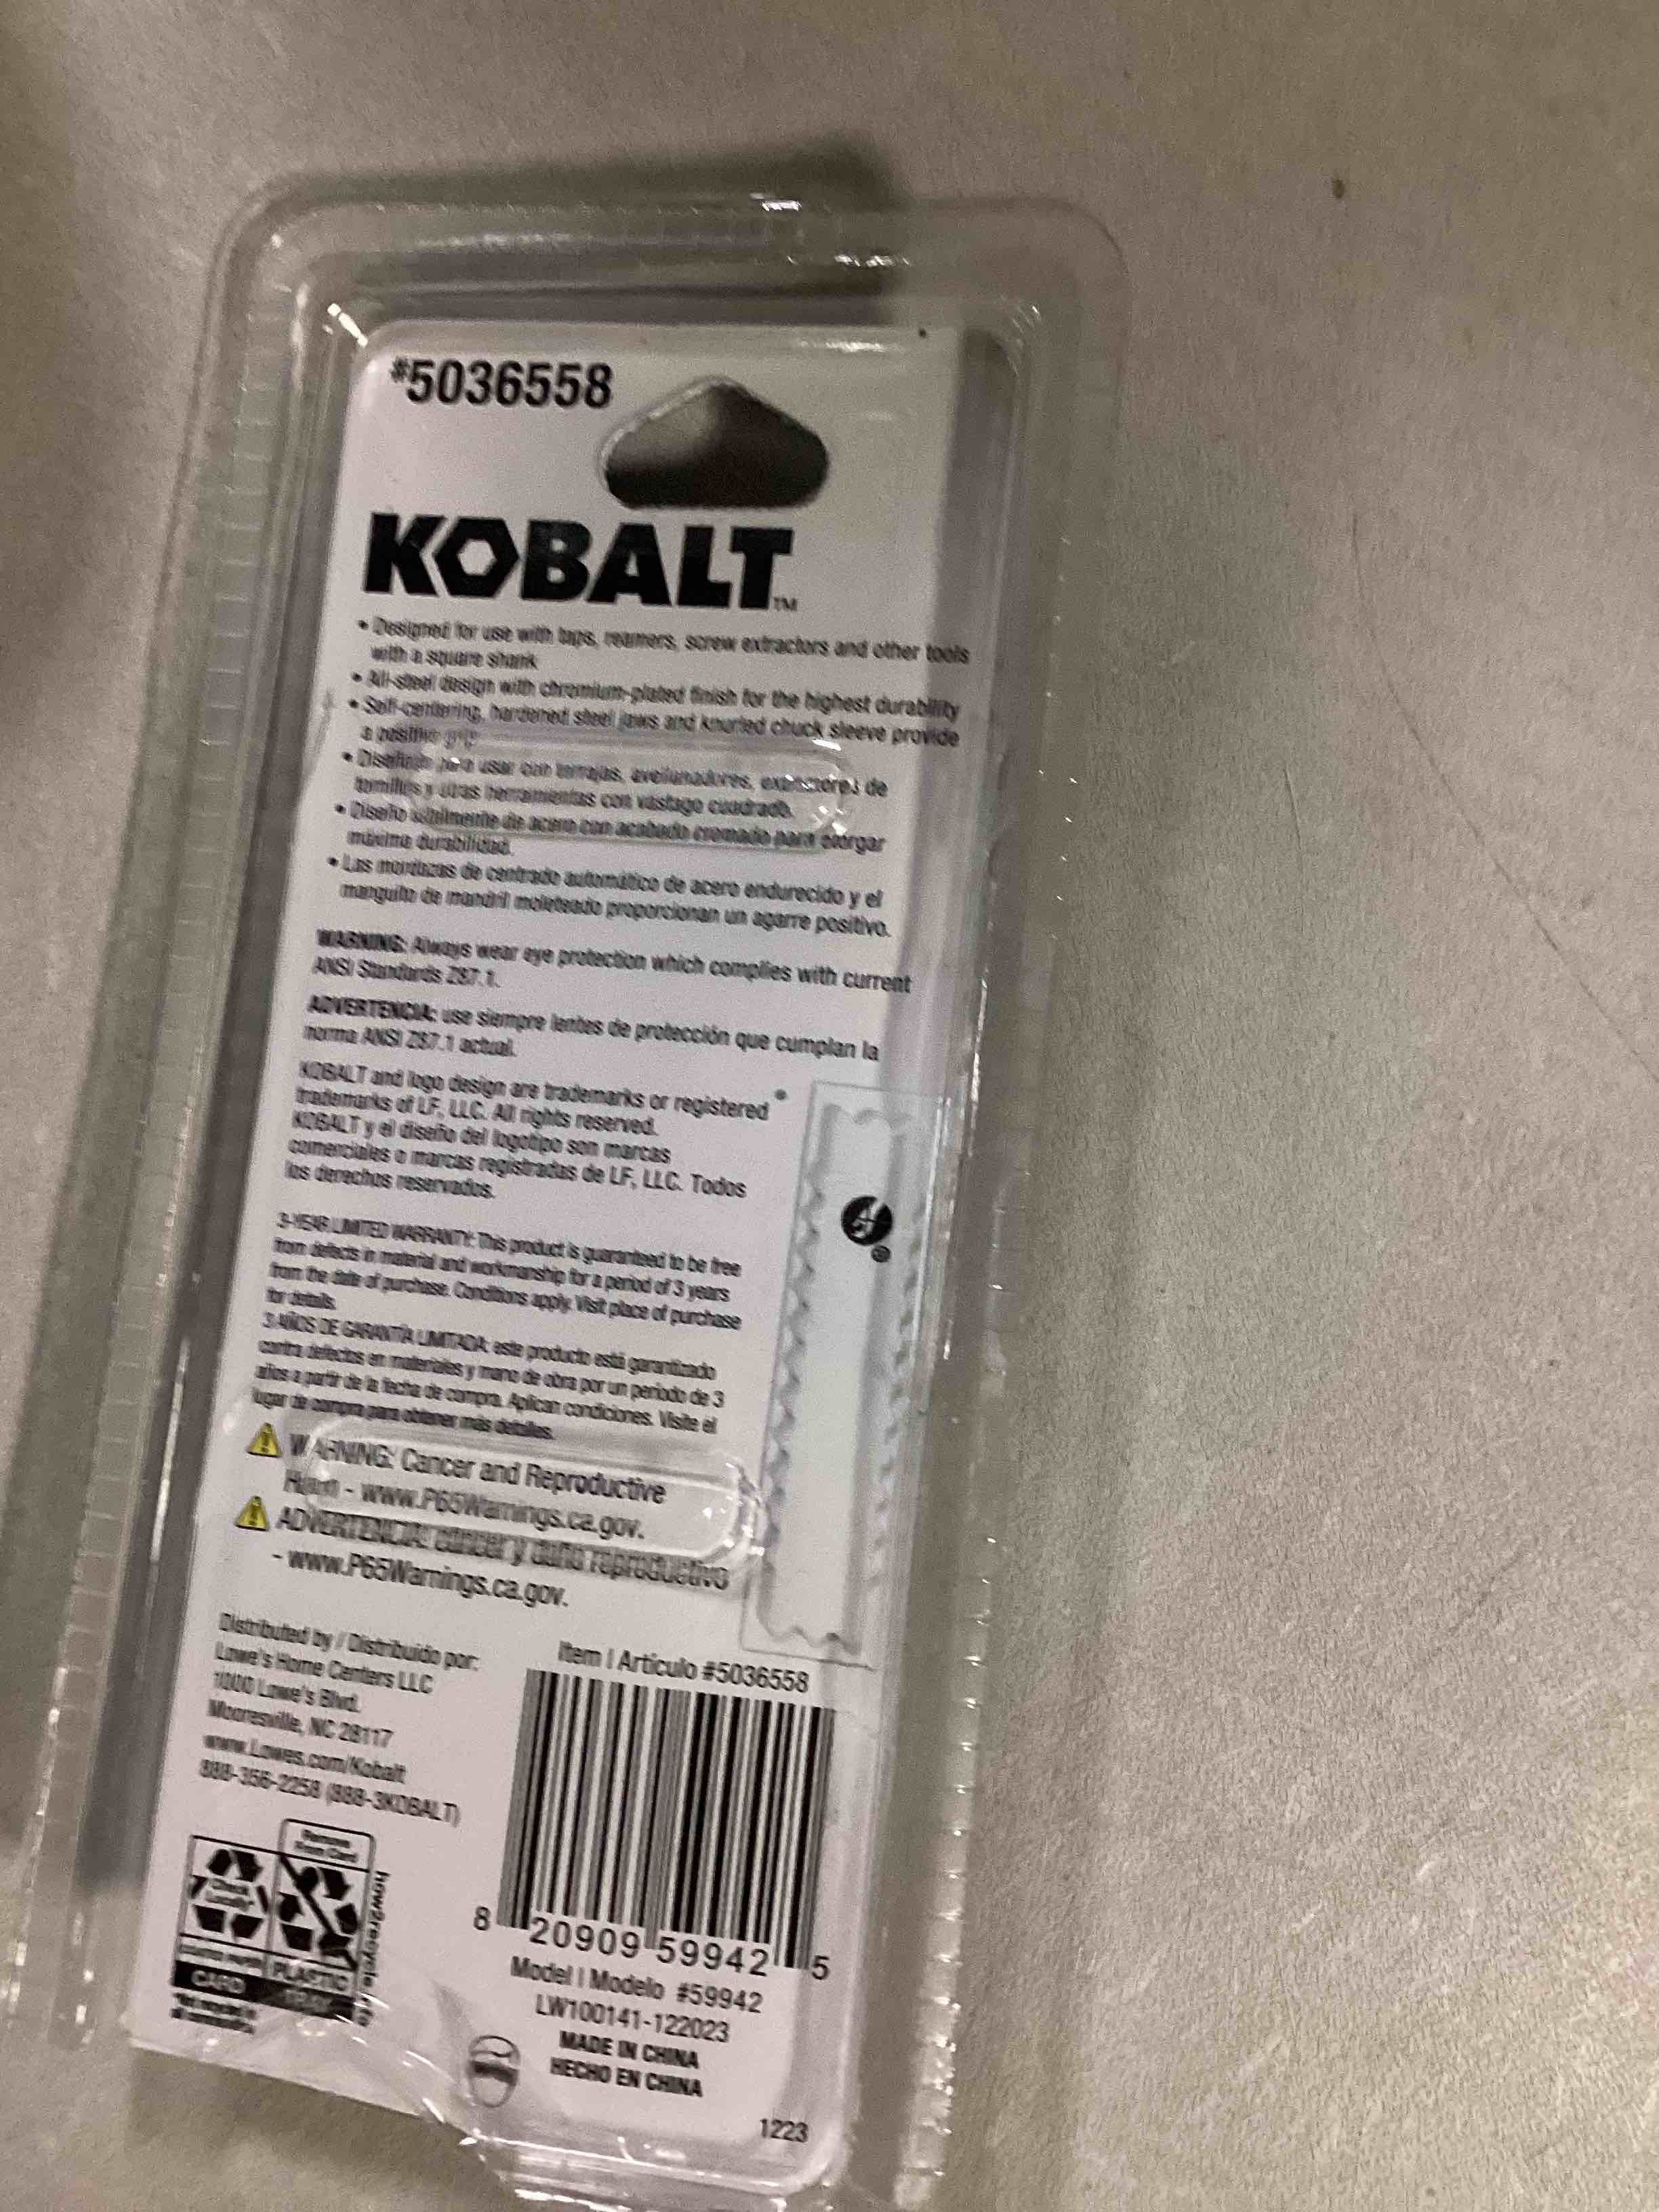 #5036558
KOBALT™
• Designed for use with taps, reamers, screw extractors and other tools
with a square shank
• All-steel design with chromium-plated finish for the highest durability
• Self-centering, hardened steel jaws and knurled chuck sleeve provide
a positive grip
• Diseñado para usar con terrajas, avellanadores, extractores de
tornillos y otras herramientas con vástago cuadrado.
• Diseño totalmente de acero con acabado cromado para otorgar
máxima durabilidad.
• Las mordazas de centrado automático de acero endurecido y el
manguito de mandril moleteado proporcionan un agarre positivo.
WARNING: Always wear eye protection which complies with current
ANSI Standards Z87.1.
ADVERTENCIA: use siempre lentes de protección que cumplan la
norma ANSI Z87.1 actual.
KOBALT and logo design are trademarks or registered
trademarks of LF, LLC. All rights reserved.
KOBALT y el diseño del logotipo son marcas
comerciales o marcas registradas de LF, LLC. Todos
los derechos reservados.
3-YEAR LIMITED WARRANTY: This product is guaranteed to be free
from defects in material and workmanship for a period of 3 years
from the date of purchase. Conditions apply. Visit place of purchase
for details.
3 AÑOS DE GARANTÍA LIMITADA: este producto está garantizado
contra defectos en materiales y mano de obra por un período de 3
años a partir de la fecha de compra. Aplican condiciones. Visite el
lugar de compra para obtener más detalles.
WARNING: Cancer and Reproductive
Harm - www.P65Warnings.ca.gov.
ADVERTENCIA: cáncer y daño reproductivo
- www.P65Warnings.ca.gov.
Distributed by / Distribuido por:
Lowe's Home Centers LLC
1000 Lowe's Blvd.
Mooresville, NC 28117
www.Lowes.com/Kobalt
888-356-2258 (888-3KOBALT)
Remove
From Card
Check
Locally*
PLASTIC
CARD
TRAY
how2recycle.info
Item | Artículo #5036558
8 20909 59942 5
Model | Modelo #59942
LW100141-122023
MADE IN CHINA
HECHO EN CHINA
1223